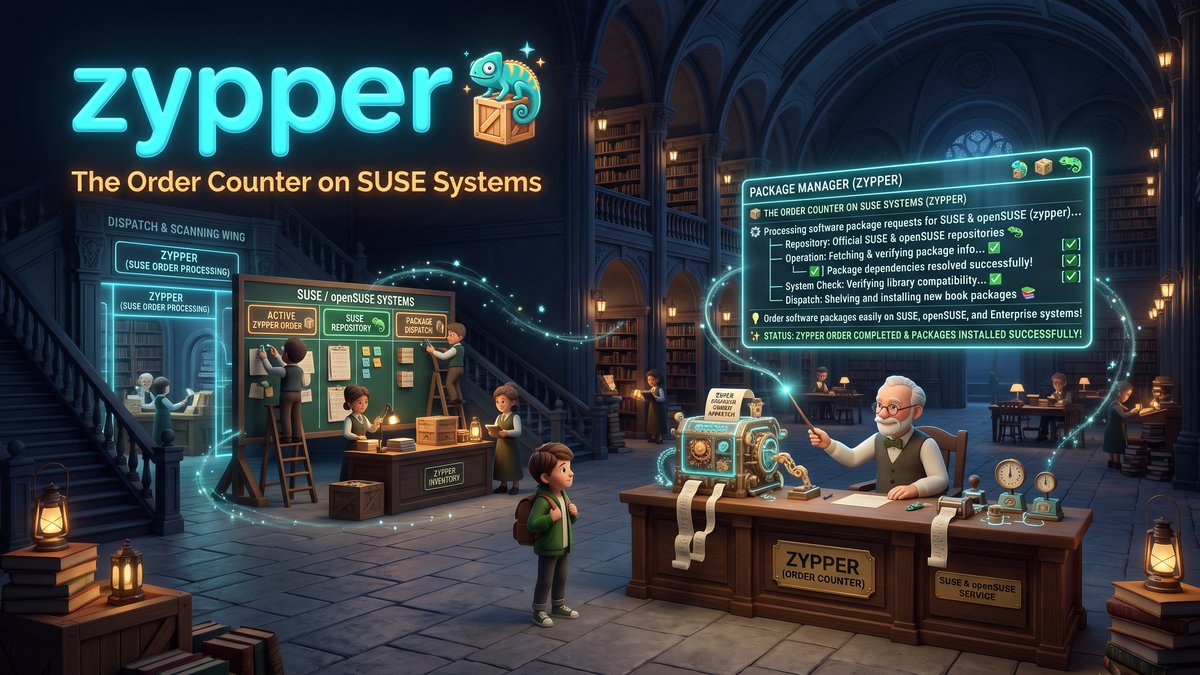 zypper
The Order Counter on SUSE Systems
DISPATCH & SCANNING WING
ZYPPER
(SUSE ORDER PROCESSING)
ZYPPER
(SUSE ORDER PROCESSING)
SUSE / openSUSE SYSTEMS
ACTIVE
ZYPPER ORDER
SUSE
REPOSITORY
PACKAGE
DISPATCH
ZYPPER
INVENTORY
PACKAGE MANAGER (ZYPPER)
THE ORDER COUNTER ON SUSE SYSTEMS (ZYPPER)
Processing software package requests for SUSE & openSUSE (zypper)...
Repository: Official SUSE & openSUSE repositories
Operation: Fetching & verifying package info... ✅ [✅]
✅ ] Package dependencies resolved successfully! [✅]
System Check: Verifying library compatibility... ✅ [✅]
Dispatch: Shelving and installing new book packages
Order software packages easily on SUSE, openSUSE, and Enterprise systems!
STATUS: ZYPPER ORDER COMPLETED & PACKAGES INSTALLED SUCCESSFULLY!
ZYPPER
(ORDER COUNTER)
SUSE & openSUSE
SERVICE